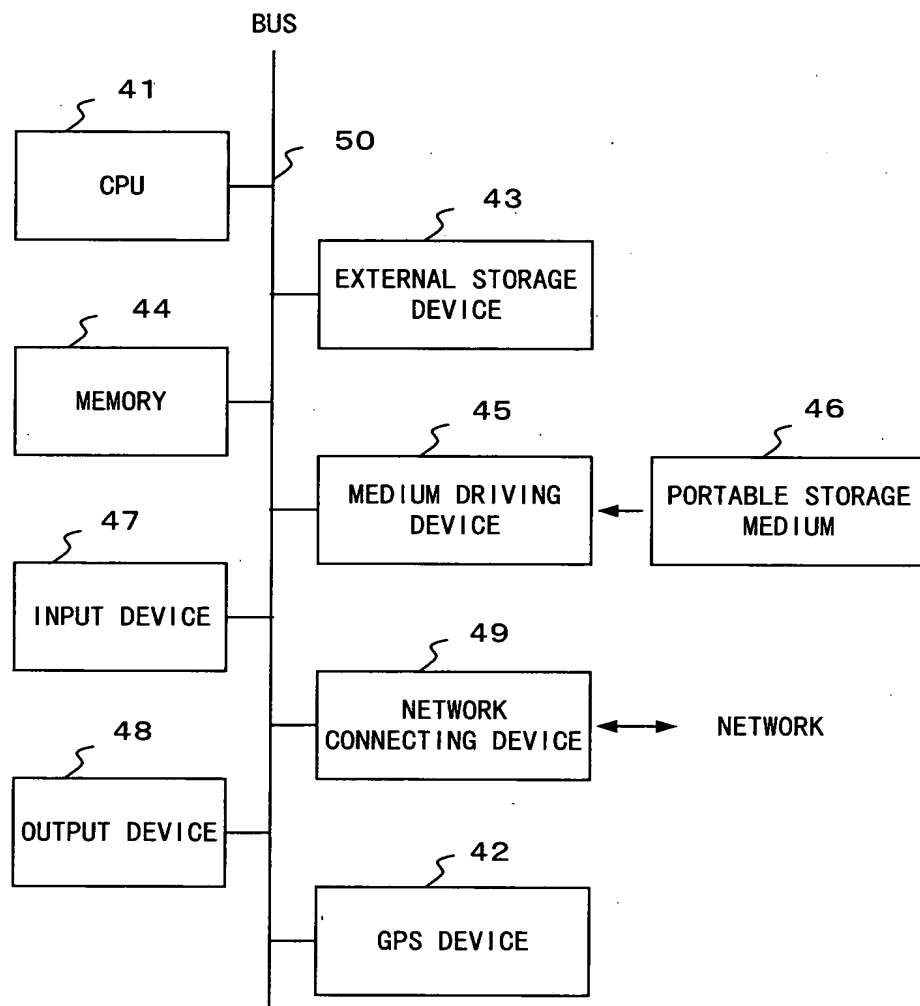 BUS
41
CPU
50
43
EXTERNAL STORAGE
DEVICE
44
MEMORY
45
MEDIUM DRIVING
DEVICE
46
PORTABLE STORAGE
MEDIUM
47
INPUT DEVICE
49
NETWORK
CONNECTING DEVICE
NETWORK
48
OUTPUT DEVICE
42
GPS DEVICE